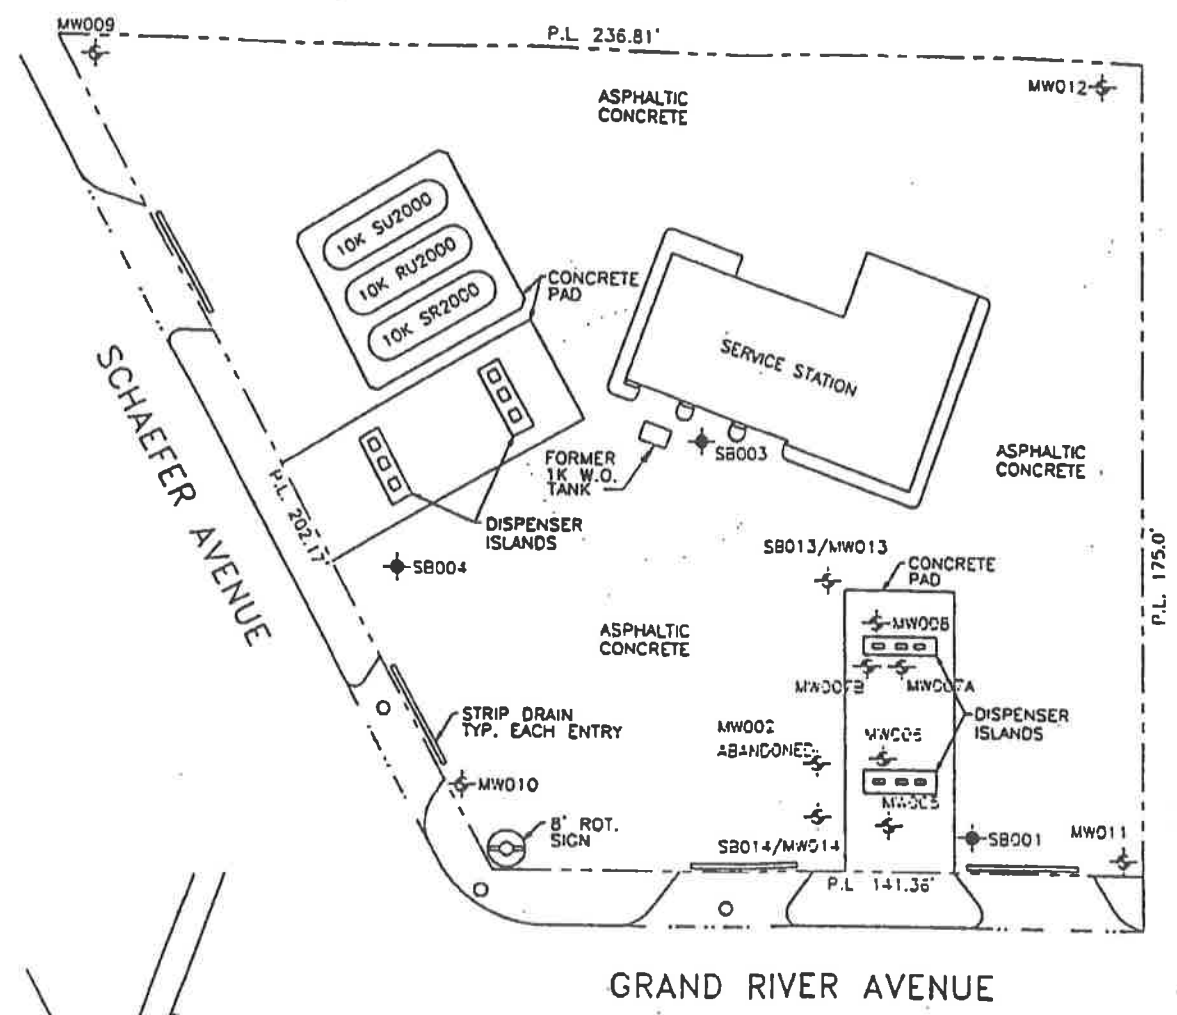 MW009
P.L. 236.81'
MW012
ASPHALTIC
CONCRETE
10K SU2000
10K RU2000
10K SR2000
CONCRETE
PAD
SERVICE STATION
SCHAEFER AVENUE
FORMER
1K W.O.
TANK
SB003
ASPHALTIC
CONCRETE
P.L. 202.17'
DISPENSER
ISLANDS
SB004
SB013/MW013
CONCRETE
PAD
P.L. 175.0'
ASPHALTIC
CONCRETE
MW008
MW007B
MW007A
STRIP DRAIN
TYP. EACH ENTRY
MW002
ABANDONED
MW006
DISPENSER
ISLANDS
MW010
MW005
8' ROT.
SIGN
SB014/MW014
SB001
MW011
P.L. 141.36'
GRAND RIVER AVENUE